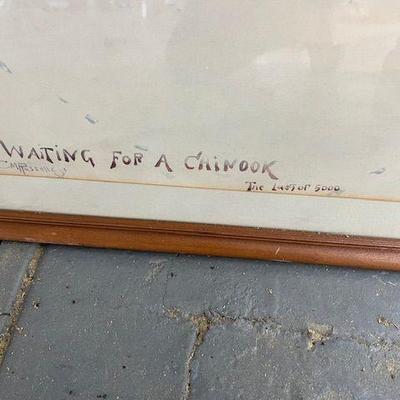 WAITING FOR A CHINOOK
The Last of 5000